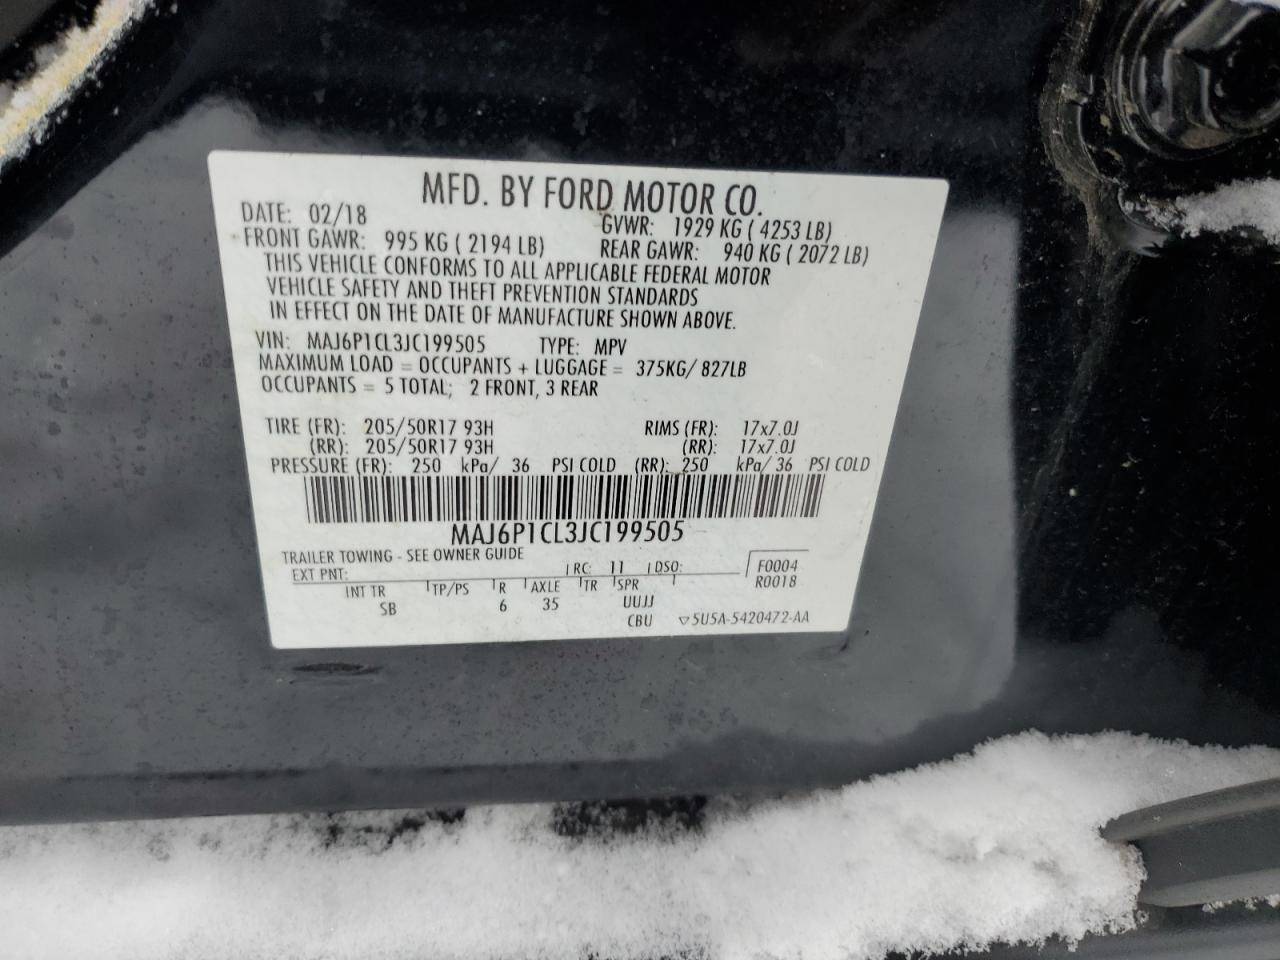 MFD. BY FORD MOTOR CO.
DATE: 02/18 GVWR: 1929 KG ( 4253 LB)
FRONT GAWR: 995 KG ( 2194 LB) REAR GAWR: 940 KG ( 2072 LB)
THIS VEHICLE CONFORMS TO ALL APPLICABLE FEDERAL MOTOR
VEHICLE SAFETY AND THEFT PREVENTION STANDARDS
IN EFFECT ON THE DATE OF MANUFACTURE SHOWN ABOVE.
VIN: MAJ6P1CL3JC199505 TYPE: MPV
MAXIMUM LOAD = OCCUPANTS + LUGGAGE = 375KG/ 827LB
OCCUPANTS = 5 TOTAL; 2 FRONT, 3 REAR
TIRE (FR): 205/50R17 93H RIMS (FR): 17x7.0J
(RR): 205/50R17 93H (RR): 17x7.0J
PRESSURE (FR): 250 kPa/ 36 PSI COLD (RR): 250 kPa/ 36 PSI COLD
MAJ6P1CL3JC199505
TRAILER TOWING - SEE OWNER GUIDE
EXT PNT: RC: 11 DSO: F0004
INT TR TP/PS R AXLE TR SPR R0018
SB 6 35 UUJJ
CBU 5U5A-5420472-AA